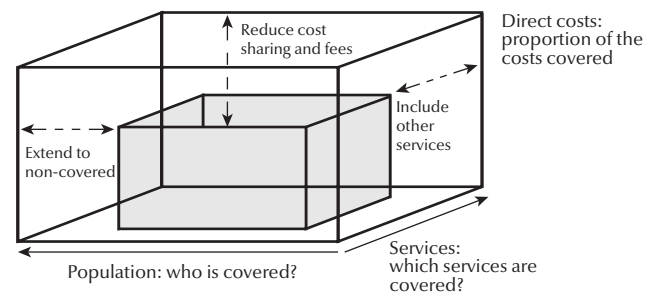 Reduce cost
sharing and fees
Direct costs:
proportion of the
costs covered
Include
other
services
Extend to
non-covered
Population: who is covered?
Services:
which services are
covered?